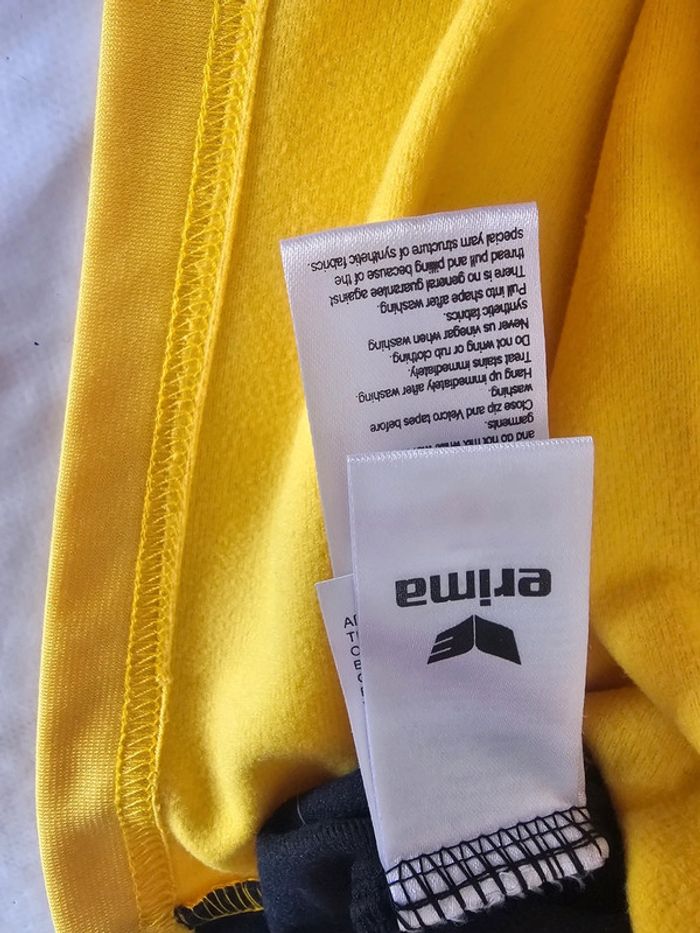 and do not mix while
garments.
Close zip and Velcro tapes before
washing.
Hang up immediately after washing.
Treat stains immediately.
Do not wring or rub clothing.
Never us vinegar when washing
synthetic fabrics.
Pull into shape after washing.
There is no general guarantee against
thread pull and pilling because of the
special yarn structure of synthetic fabrics.
erima